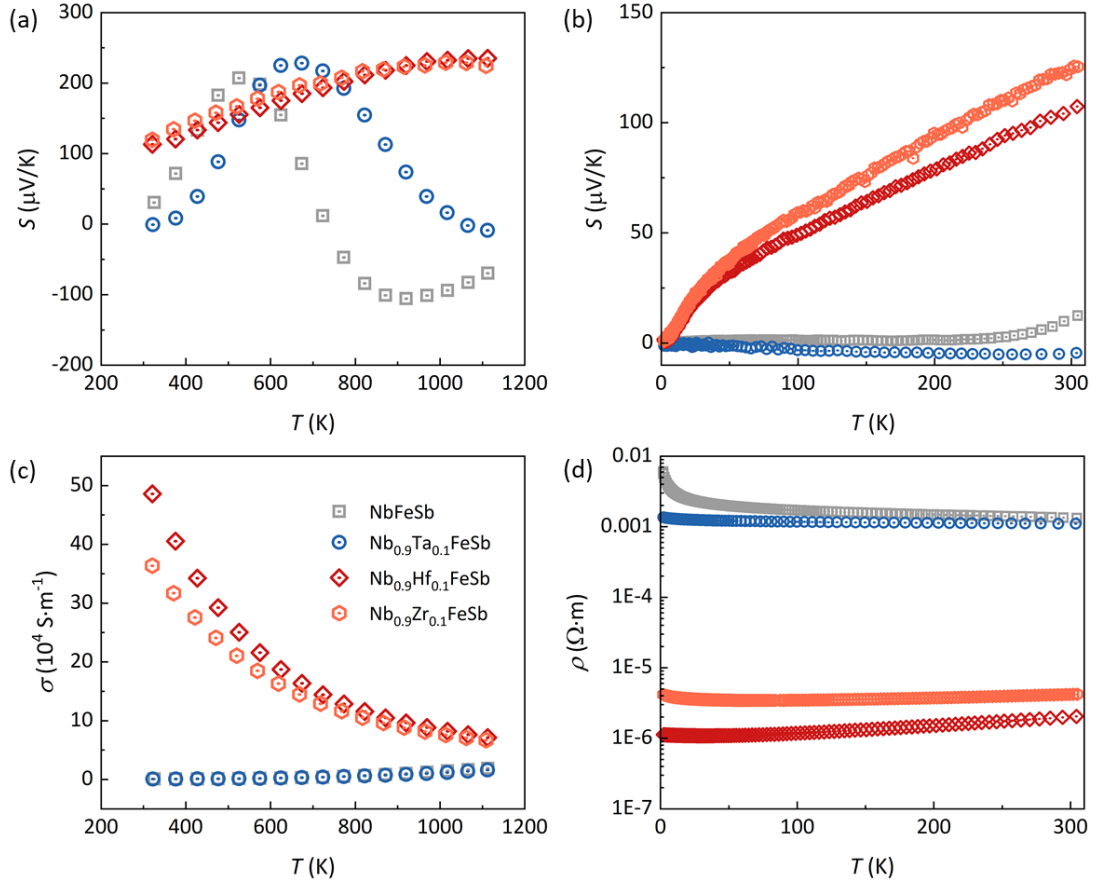 (a)
300
200
100
0
-100
-200
S (μV/K)
200 400 600 800 1000 1200
T (K)
(b)
150
100
50
0
S (μV/K)
0 100 200 300
T (K)
(c)
50
40
30
20
10
0
σ (10⁴ S·m⁻¹)
NbFeSb
Nb₀.₉Ta₀.₁FeSb
Nb₀.₉Hf₀.₁FeSb
Nb₀.₉Zr₀.₁FeSb
200 400 600 800 1000 1200
T (K)
(d)
0.01
0.001
1E-4
1E-5
1E-6
1E-7
ρ (Ω·m)
0 100 200 300
T (K)